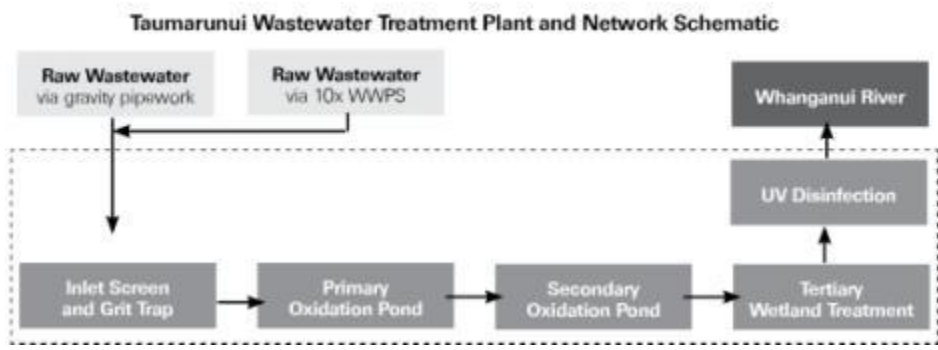 Taumarunui Wastewater Treatment Plant and Network Schematic
Raw Wastewater
via gravity pipework
Raw Wastewater
via 10x WWPS
Whanganui River
UV Disinfection
Inlet Screen
and Grit Trap
Primary
Oxidation Pond
Secondary
Oxidation Pond
Tertiary
Wetland Treatment